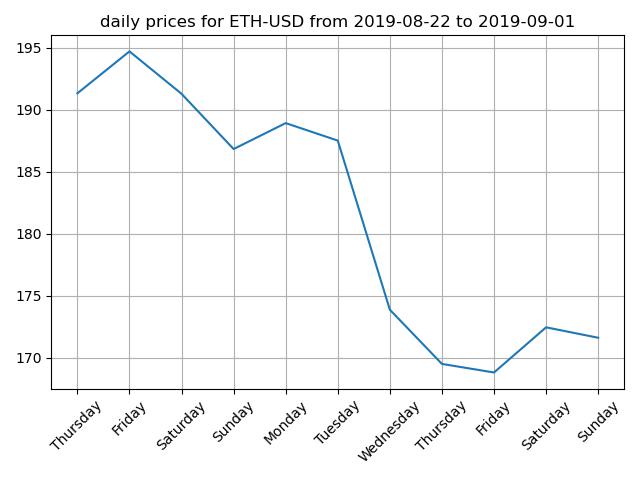 daily prices for ETH-USD from 2019-08-22 to 2019-09-01
195
190
185
180
175
170
Thursday
Friday
Saturday
Sunday
Monday
Tuesday
Wednesday
Thursday
Friday
Saturday
Sunday